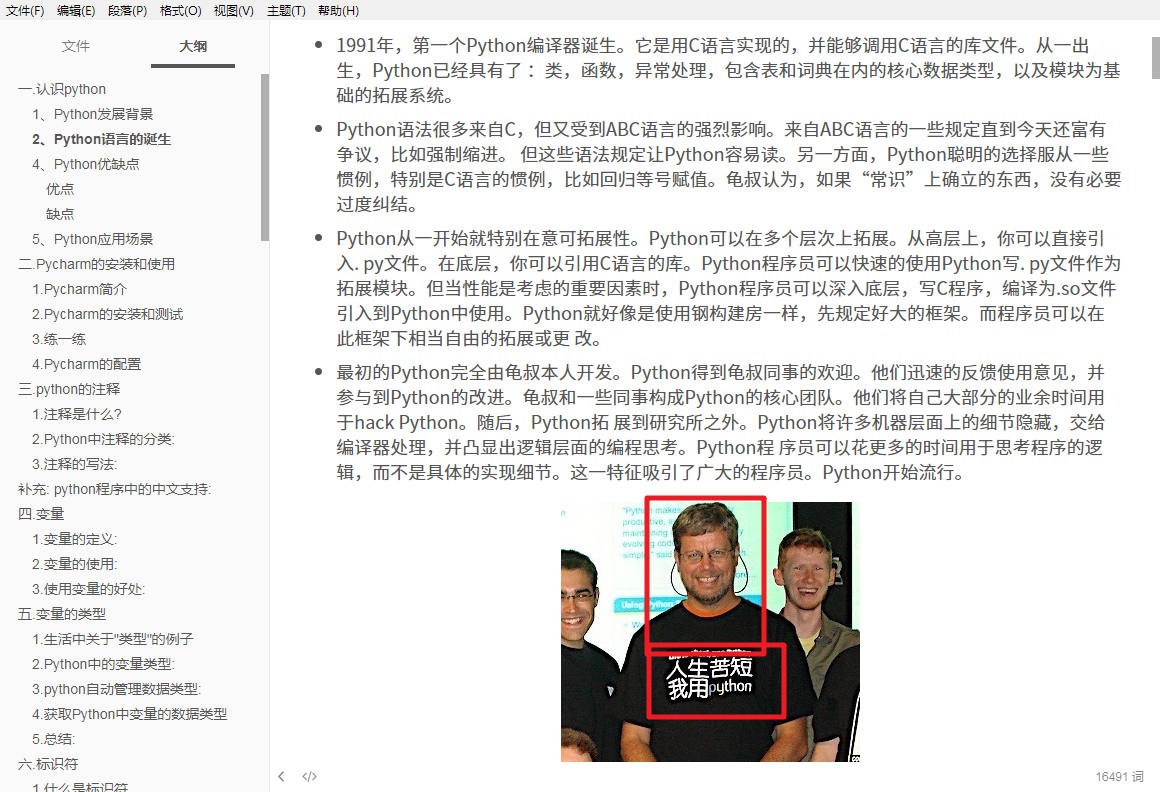 文件(F) 编辑(E) 段落(P) 格式(O) 视图(V) 主题(T) 帮助(H)
文件 大纲
一.认识python
1、Python发展背景
2、Python语言的诞生
4、Python优缺点
优点
缺点
5、Python应用场景
二.Pycharm的安装和使用
1.Pycharm简介
2.Pycharm的安装和测试
3.练一练
4.Pycharm的配置
三.python的注释
1.注释是什么?
2.Python中注释的分类:
3.注释的写法:
补充: python程序中的中文支持:
四.变量
1.变量的定义:
2.变量的使用:
3.使用变量的好处:
五.变量的类型
1.生活中关于"类型"的例子
2.Python中的变量类型:
3.python自动管理数据类型:
4.获取Python中变量的数据类型
5.总结:
六.标识符
1.什么是标识符
1991年，第一个Python编译器诞生。它是用C语言实现的，并能够调用C语言的库文件。从一出
生，Python已经具有了 ：类，函数，异常处理，包含表和词典在内的核心数据类型，以及模块为基
础的拓展系统。
Python语法很多来自C，但又受到ABC语言的强烈影响。来自ABC语言的一些规定直到今天还富有
争议，比如强制缩进。 但这些语法规定让Python容易读。另一方面，Python聪明的选择服从一些
惯例，特别是C语言的惯例，比如回归等号赋值。龟叔认为，如果“常识”上确立的东西，没有必要
过度纠结。
Python从一开始就特别在意可拓展性。Python可以在多个层次上拓展。从高层上，你可以直接引
入. py文件。在底层，你可以引用C语言的库。Python程序员可以快速的使用Python写. py文件作为
拓展模块。但当性能是考虑的重要因素时，Python程序员可以深入底层，写C程序，编译为.so文件
引入到Python中使用。Python就好像是使用钢构建房一样，先规定好大的框架。而程序员可以在
此框架下相当自由的拓展或更 改。
最初的Python完全由龟叔本人开发。Python得到龟叔同事的欢迎。他们迅速的反馈使用意见，并
参与到Python的改进。龟叔和一些同事构成Python的核心团队。他们将自己大部分的业余时间用
于hack Python。随后，Python拓 展到研究所之外。Python将许多机器层面上的细节隐藏，交给
编译器处理，并凸显出逻辑层面的编程思考。Python程 序员可以花更多的时间用于思考程序的逻
辑，而不是具体的实现细节。这一特征吸引了广大的程序员。Python开始流行。
"Python makes
evolving cod
simple," said
Using Python
人生苦短
我用python
</> 16491 词